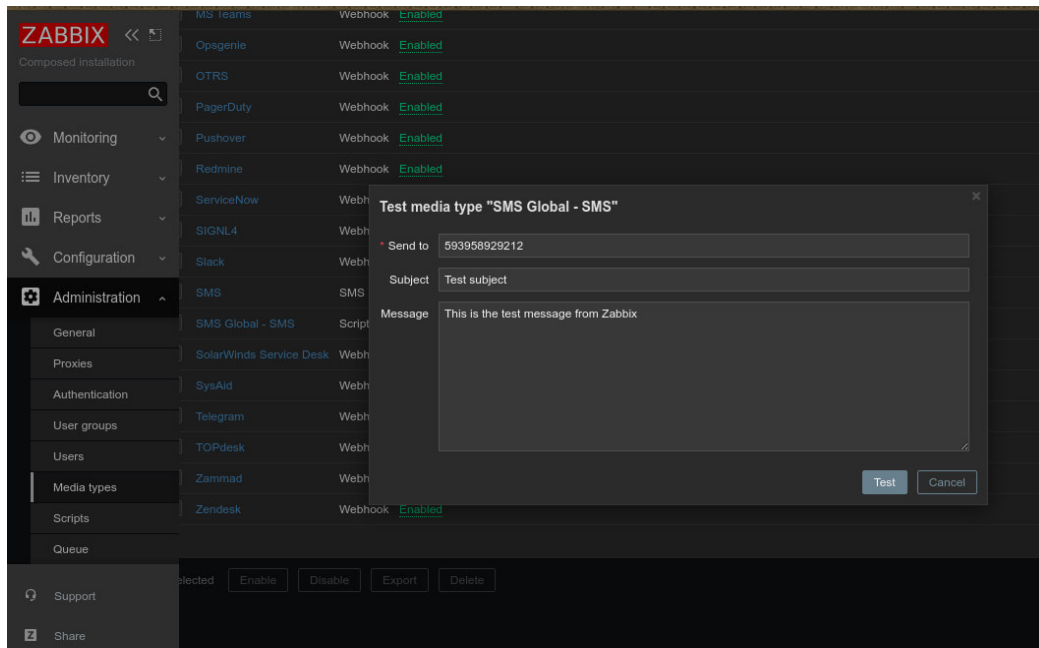 ZABBIX
Composed installation
Monitoring
Inventory
Reports
Configuration
Administration
General
Proxies
Authentication
User groups
Users
Media types
Scripts
Queue
Support
Share
MS Teams Webhook Enabled
Opsgenie Webhook Enabled
OTRS Webhook Enabled
PagerDuty Webhook Enabled
Pushover Webhook Enabled
Redmine Webhook Enabled
ServiceNow Webh
SIGNL4 Webh
Slack Webh
SMS SMS
SMS Global - SMS Script
SolarWinds Service Desk Webh
SysAid Webh
Telegram Webh
TOPdesk Webh
Zammad Webh
Zendesk Webhook Enabled
elected Enable Disable Export Delete
Test media type "SMS Global - SMS"
* Send to 593958929212
Subject Test subject
Message This is the test message from Zabbix
Test Cancel